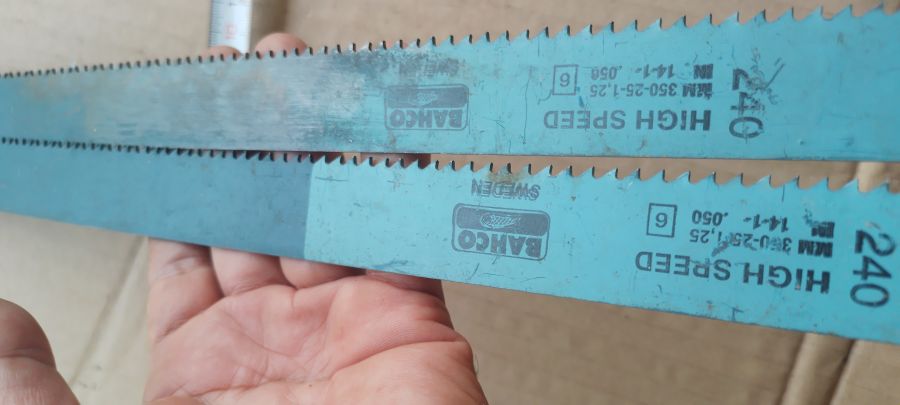 240
HIGH SPEED
MM 350-25-1,25
IN 14-1- .050
6
BAHCO
SWEDEN
240
HIGH SPEED
MM 350-25-1,25
IN 14-1- .050
6
BAHCO
SWEDEN